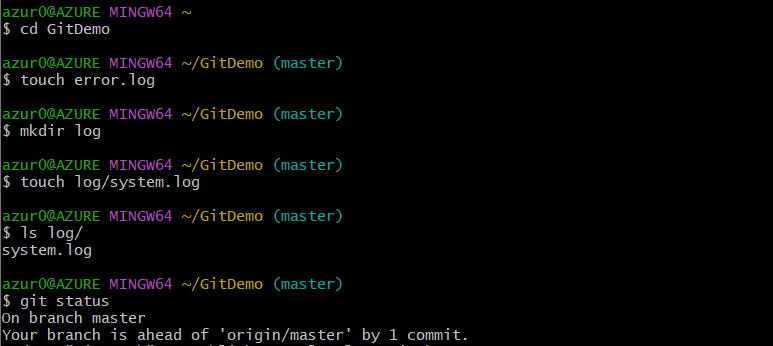 azur0@AZURE MINGW64 ~
$ cd GitDemo
azur0@AZURE MINGW64 ~/GitDemo (master)
$ touch error.log
azur0@AZURE MINGW64 ~/GitDemo (master)
$ mkdir log
azur0@AZURE MINGW64 ~/GitDemo (master)
$ touch log/system.log
azur0@AZURE MINGW64 ~/GitDemo (master)
$ ls log/
system.log
azur0@AZURE MINGW64 ~/GitDemo (master)
$ git status
On branch master
Your branch is ahead of 'origin/master' by 1 commit.